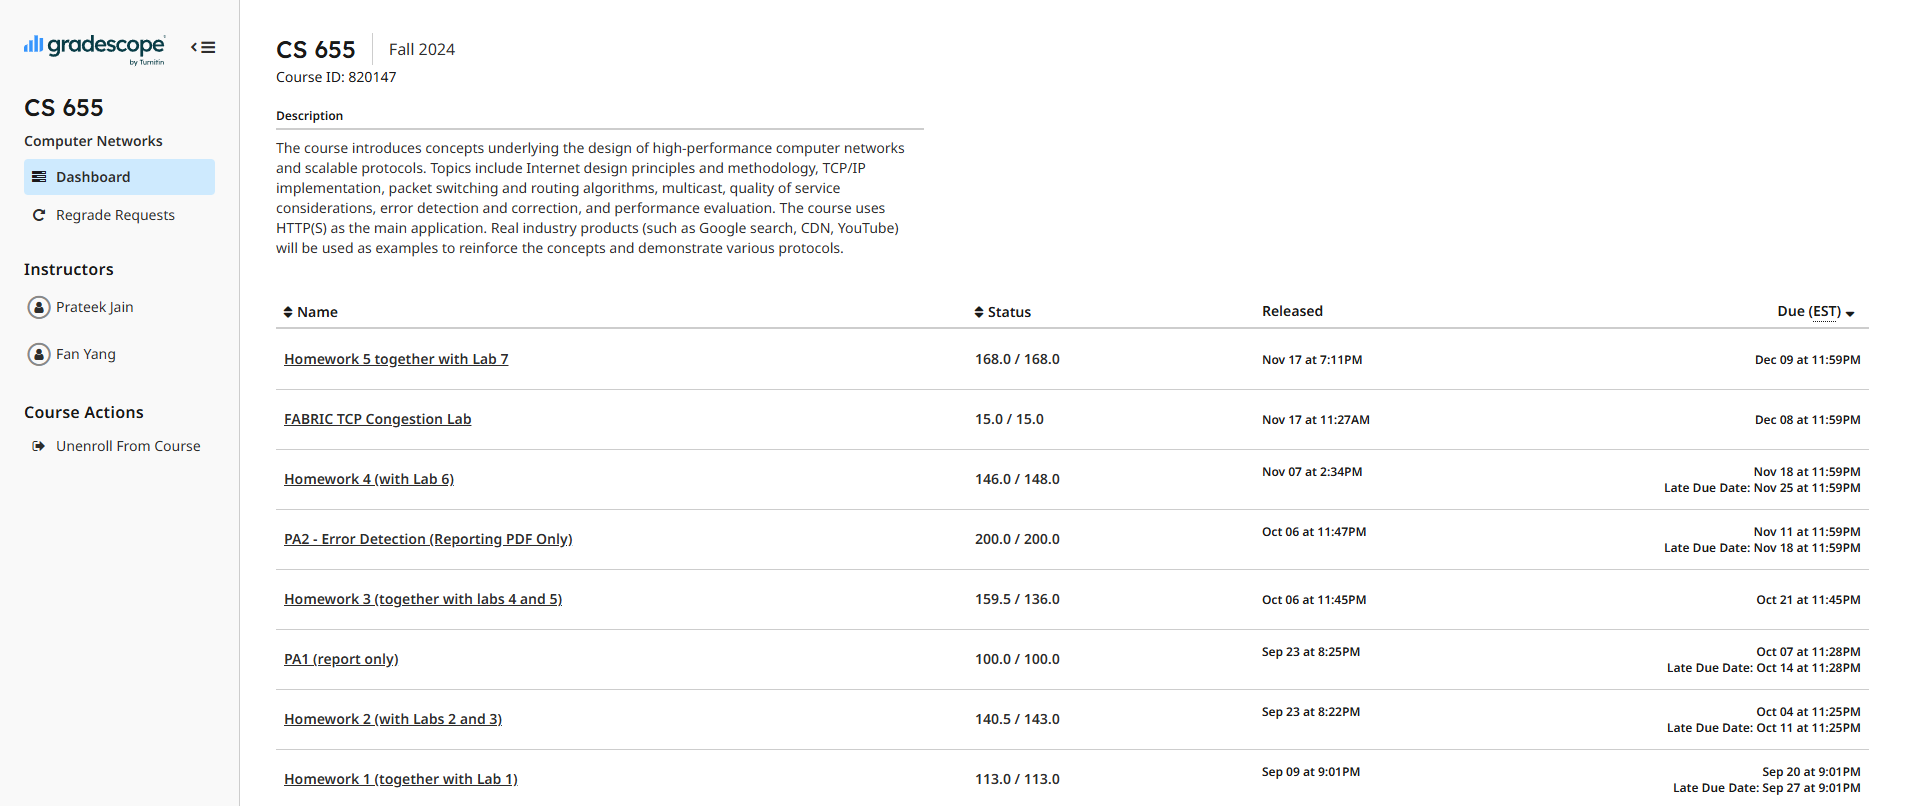 gradescope
by Turnitin
CS 655
Computer Networks
Dashboard
Regrade Requests
Instructors
Prateek Jain
Fan Yang
Course Actions
Unenroll From Course
CS 655 Fall 2024
Course ID: 820147
Description
The course introduces concepts underlying the design of high-performance computer networks
and scalable protocols. Topics include Internet design principles and methodology, TCP/IP
implementation, packet switching and routing algorithms, multicast, quality of service
considerations, error detection and correction, and performance evaluation. The course uses
HTTP(S) as the main application. Real industry products (such as Google search, CDN, YouTube)
will be used as examples to reinforce the concepts and demonstrate various protocols.
Name Status Released Due (EST)
Homework 5 together with Lab 7 168.0 / 168.0 Nov 17 at 7:11PM Dec 09 at 11:59PM
FABRIC TCP Congestion Lab 15.0 / 15.0 Nov 17 at 11:27AM Dec 08 at 11:59PM
Homework 4 (with Lab 6) 146.0 / 148.0 Nov 07 at 2:34PM Nov 18 at 11:59PM
Late Due Date: Nov 25 at 11:59PM
PA2 - Error Detection (Reporting PDF Only) 200.0 / 200.0 Oct 06 at 11:47PM Nov 11 at 11:59PM
Late Due Date: Nov 18 at 11:59PM
Homework 3 (together with labs 4 and 5) 159.5 / 136.0 Oct 06 at 11:45PM Oct 21 at 11:45PM
PA1 (report only) 100.0 / 100.0 Sep 23 at 8:25PM Oct 07 at 11:28PM
Late Due Date: Oct 14 at 11:28PM
Homework 2 (with Labs 2 and 3) 140.5 / 143.0 Sep 23 at 8:22PM Oct 04 at 11:25PM
Late Due Date: Oct 11 at 11:25PM
Homework 1 (together with Lab 1) 113.0 / 113.0 Sep 09 at 9:01PM Sep 20 at 9:01PM
Late Due Date: Sep 27 at 9:01PM